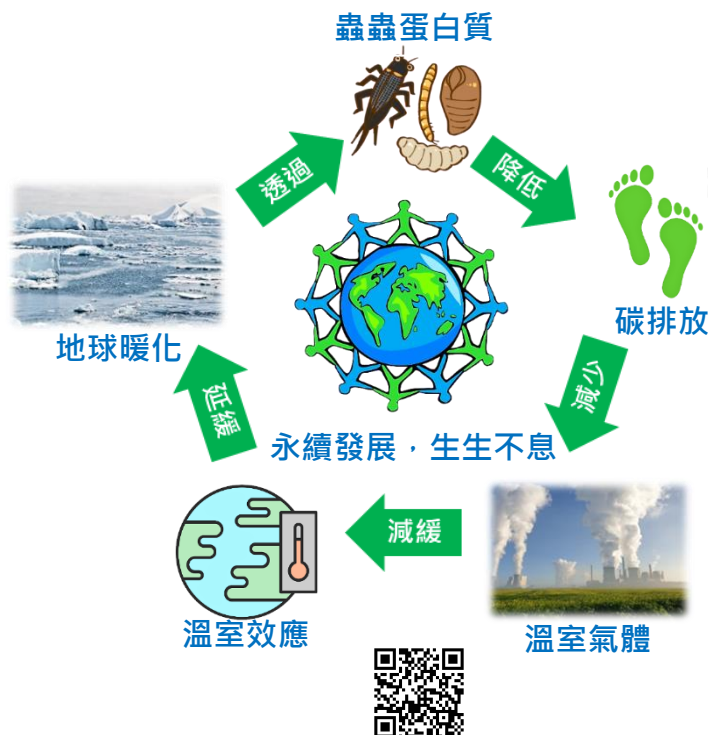 蟲蟲蛋白質
透過
降低
地球暖化
碳排放
延緩
減少
永續發展，生生不息
減緩
溫室效應
溫室氣體